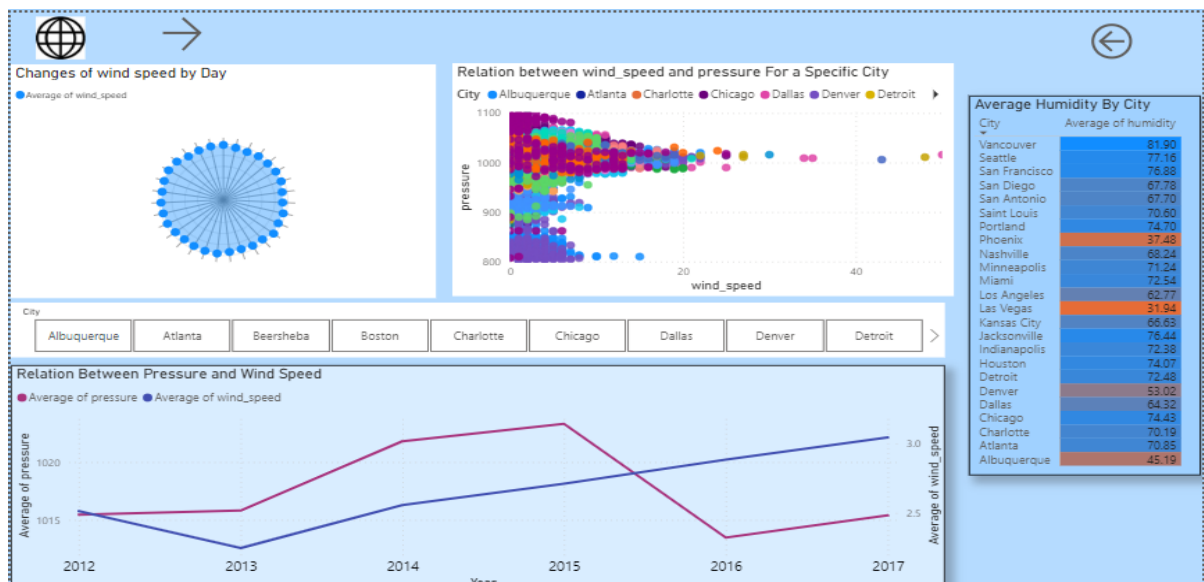 Changes of wind speed by Day
Average of wind_speed
Relation between wind_speed and pressure For a Specific City
City Albuquerque Atlanta Charlotte Chicago Dallas Denver Detroit
1100
1000
900
800
pressure
0 20 40
wind_speed
Average Humidity By City
City Average of humidity
Vancouver 81.90
Seattle 77.16
San Francisco 76.88
San Diego 67.78
San Antonio 67.70
Saint Louis 70.60
Portland 74.70
Phoenix 37.48
Nashville 68.24
Minneapolis 71.24
Miami 72.54
Los Angeles 62.77
Las Vegas 31.94
Kansas City 66.63
Jacksonville 76.44
Indianapolis 72.38
Houston 74.07
Detroit 72.48
Denver 53.02
Dallas 64.32
Chicago 74.43
Charlotte 70.19
Atlanta 70.85
Albuquerque 45.19
City
Albuquerque Atlanta Beersheba Boston Charlotte Chicago Dallas Denver Detroit
Relation Between Pressure and Wind Speed
Average of pressure Average of wind_speed
Average of pressure
1020
1015
3.0
2.5
Average of wind_speed
2012 2013 2014 2015 2016 2017
Year